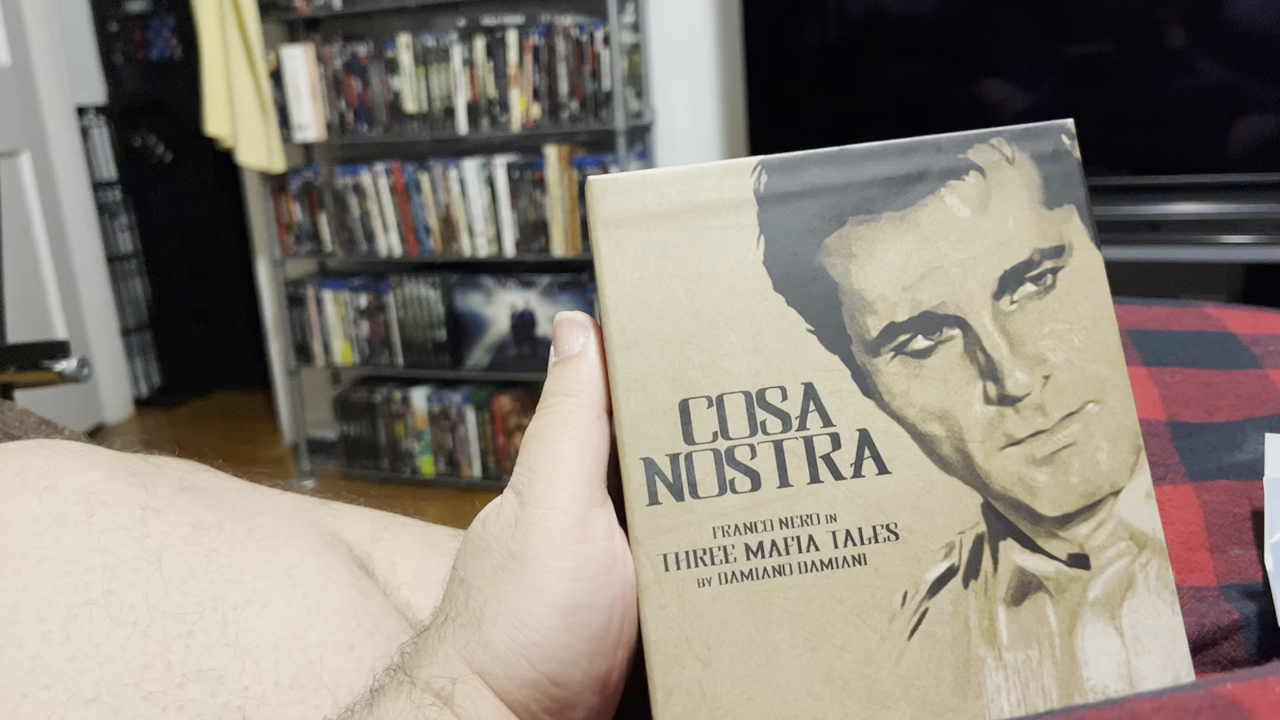 COSA
NOSTRA
FRANCO NERO IN
THREE MAFIA TALES
BY DAMIANO DAMIANI